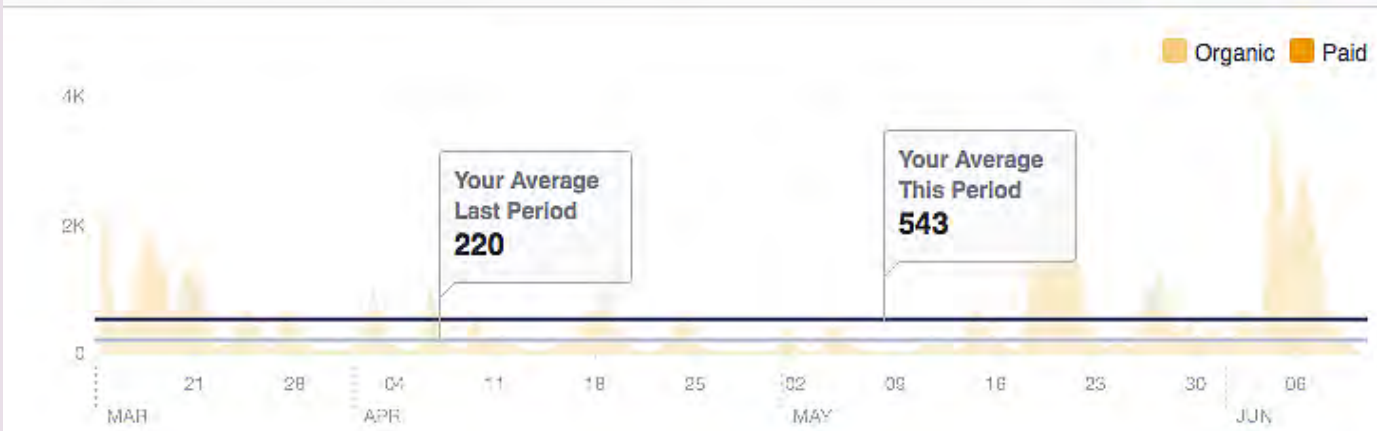 Organic Paid
4K
Your Average
Last Period
220
Your Average
This Period
543
2K
0
21 28 04 11 18 25 02 09 16 23 30 06
MAR APR MAY JUN